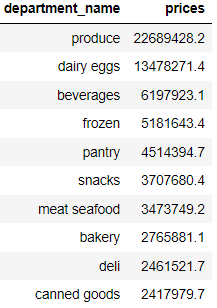 department_name prices
produce 22689428.2
dairy eggs 13478271.4
beverages 6197923.1
frozen 5181643.4
pantry 4514394.7
snacks 3707680.4
meat seafood 3473749.2
bakery 2765881.1
deli 2461521.7
canned goods 2417979.7